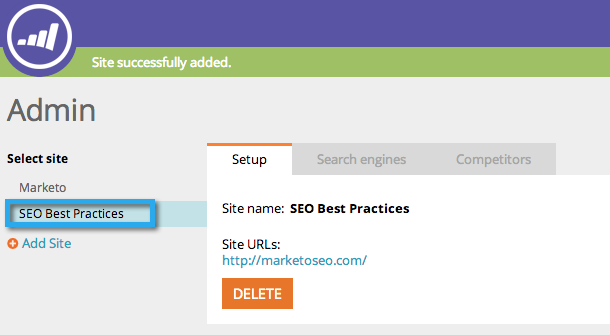 Site successfully added.
Admin
Select site
Marketo
SEO Best Practices
Add Site
Setup
Search engines
Competitors
Site name: SEO Best Practices
Site URLs:
http://marketoseo.com/
DELETE